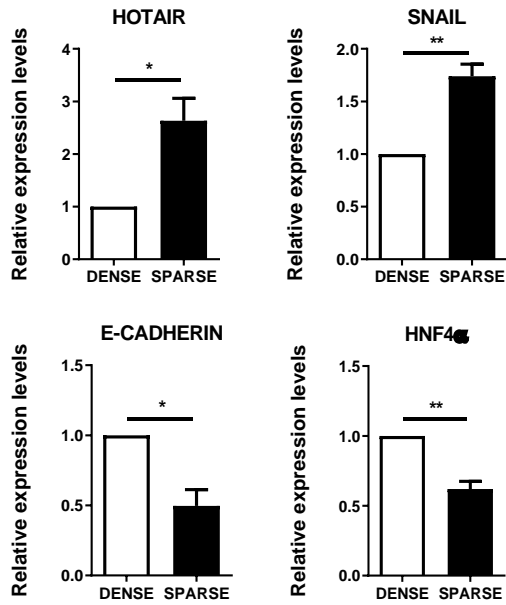 HOTAIR
Relative expression levels
4
3
2
1
0
*
DENSE SPARSE
SNAIL
Relative expression levels
2.0
1.5
1.0
0.5
0.0
**
DENSE SPARSE
E-CADHERIN
Relative expression levels
1.5
1.0
0.5
0.0
*
DENSE SPARSE
HNF4α
Relative expression levels
1.5
1.0
0.5
0.0
**
DENSE SPARSE